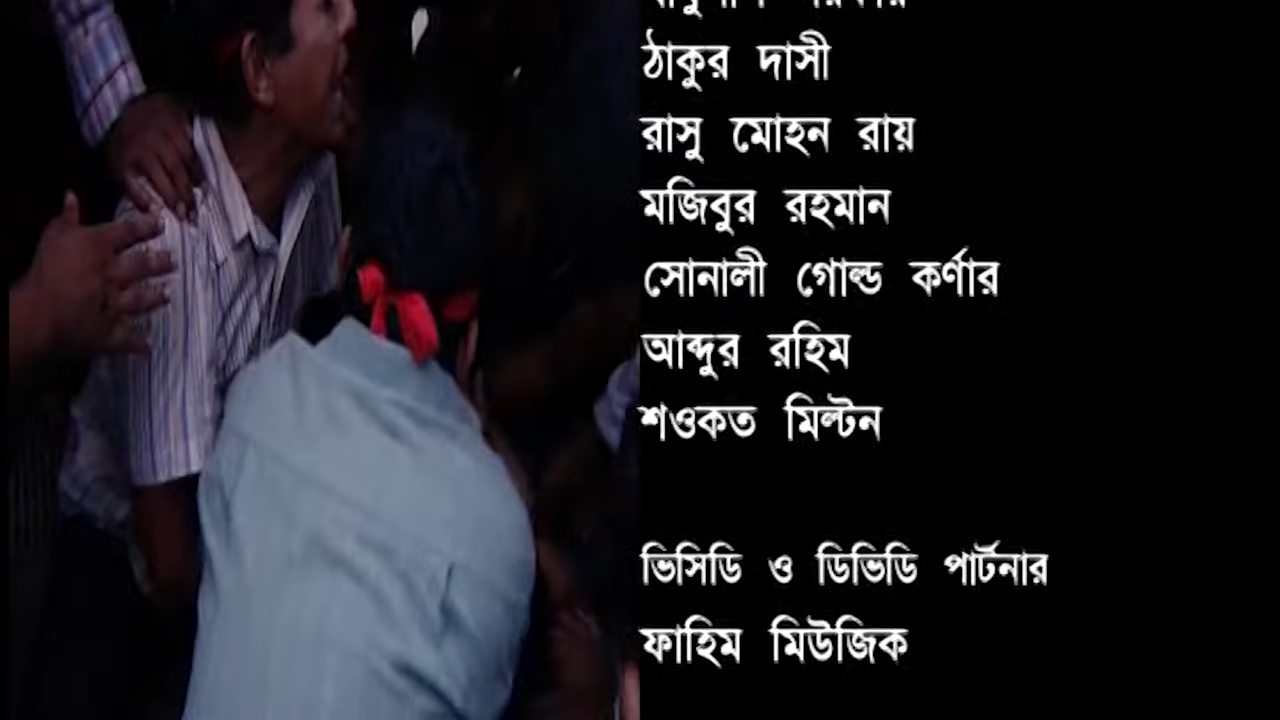 ঠাকুর দাসী
রাসু মোহন রায়
মজিবুর রহমান
সোনালী গোল্ড কর্ণার
আব্দুর রহিম
শওকত মিল্টন
ভিসিডি ও ডিভিডি পার্টনার
ফাহিম মিউজিক